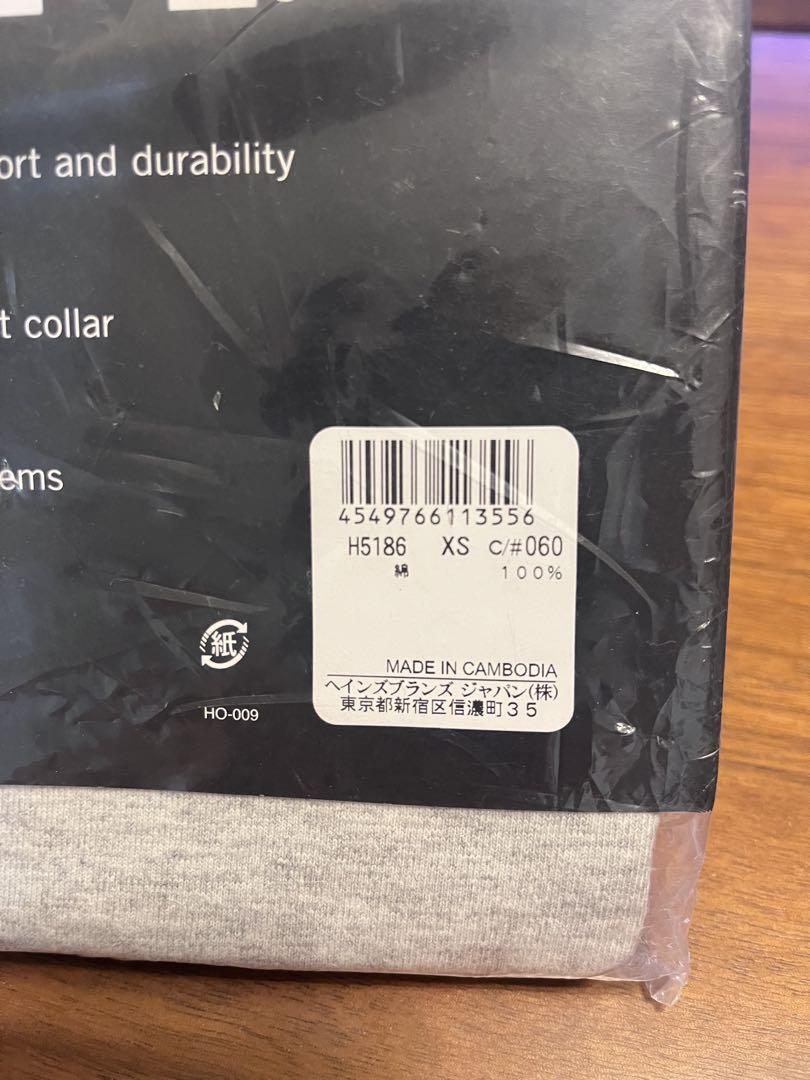 ort and durability
t collar
ems
4549766113556
H5186 XS C/#060
綿 100%
MADE IN CAMBODIA
ヘインズブランズ ジャパン(株)
東京都新宿区信濃町35
紙
HO-009